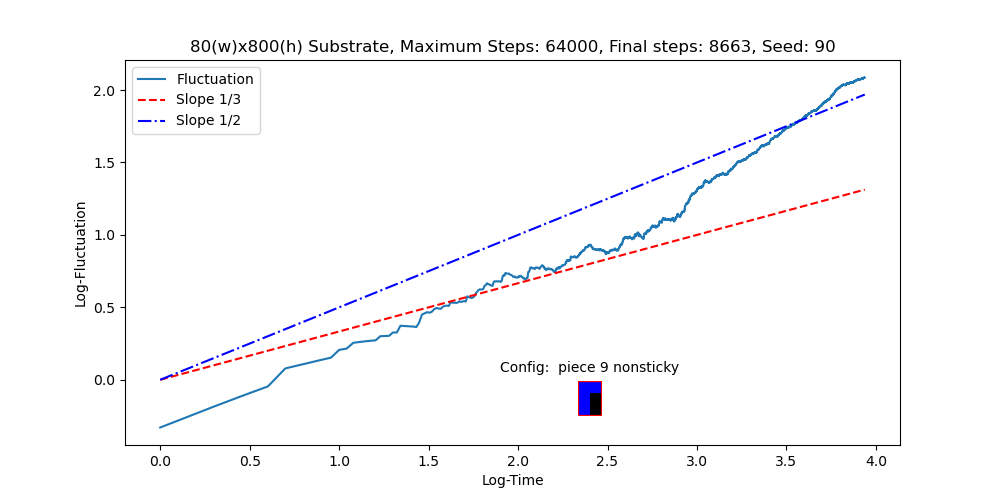 80(w)x800(h) Substrate, Maximum Steps: 64000, Final steps: 8663, Seed: 90
Fluctuation
Slope 1/3
Slope 1/2
Log-Fluctuation
2.0
1.5
1.0
0.5
0.0
Config:  piece 9 nonsticky
0.0 0.5 1.0 1.5 2.0 2.5 3.0 3.5 4.0
Log-Time